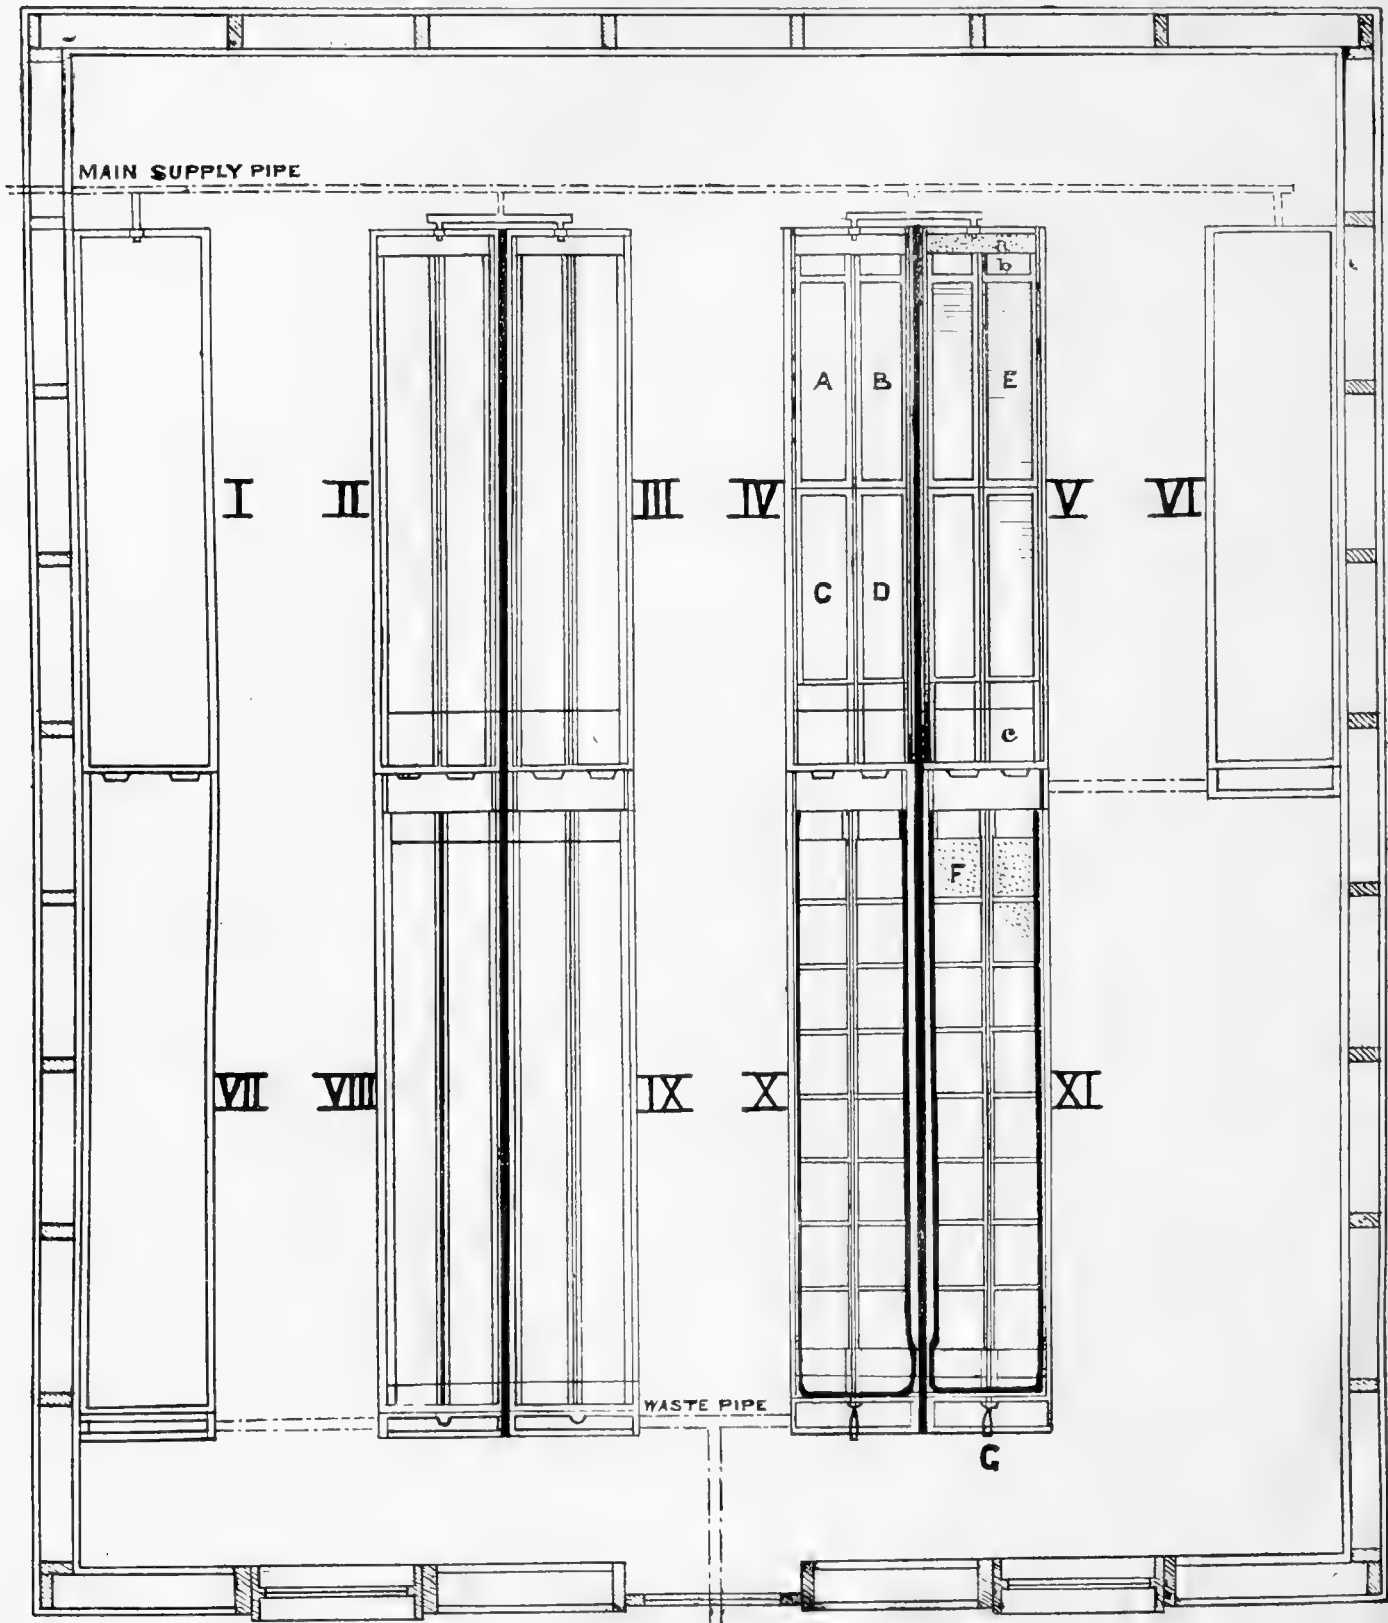 MAIN SUPPLY PIPE
a
b
A B E
I II III IV V VI
C D
c
F
VII VIII IX X XI
WASTE PIPE
G